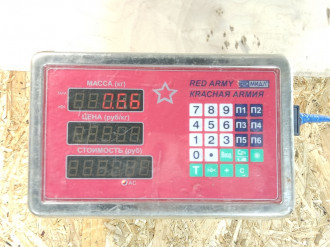 МАССА (кг)
0.66
ЦЕНА (руб/кг)
СТОИМОСТЬ (руб)
RED ARMY МИДЛ
КРАСНАЯ АРМИЯ
7 8 9 П1 П2
4 5 6 П3 П4
1 2 3 П5 П6
0
Т С